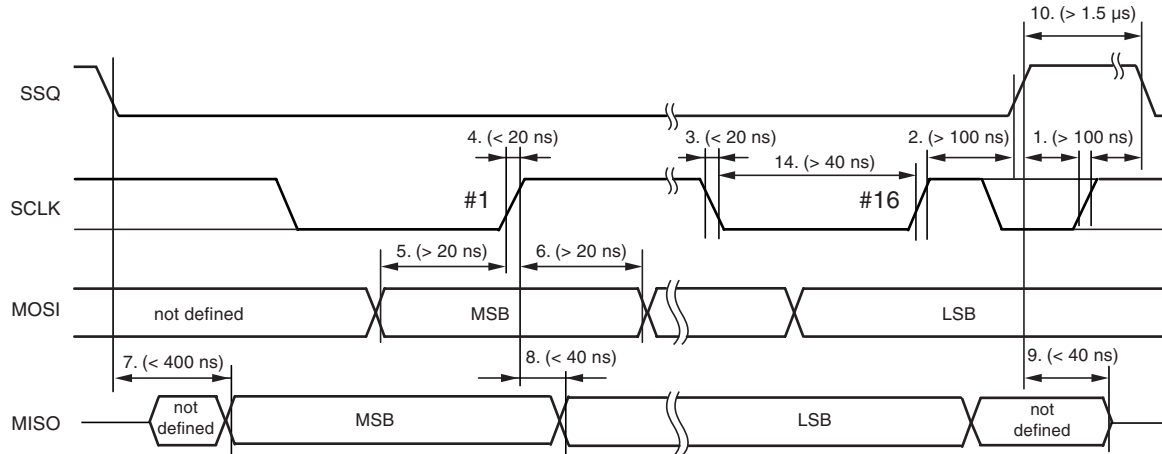 10. (> 1.5 µs)
SSQ
4. (< 20 ns) 3. (< 20 ns) 2. (> 100 ns) 1. (> 100 ns)
14. (> 40 ns)
SCLK #1 #16
5. (> 20 ns) 6. (> 20 ns)
MOSI not defined MSB LSB
7. (< 400 ns) 8. (< 40 ns) 9. (< 40 ns)
MISO not defined MSB LSB not defined